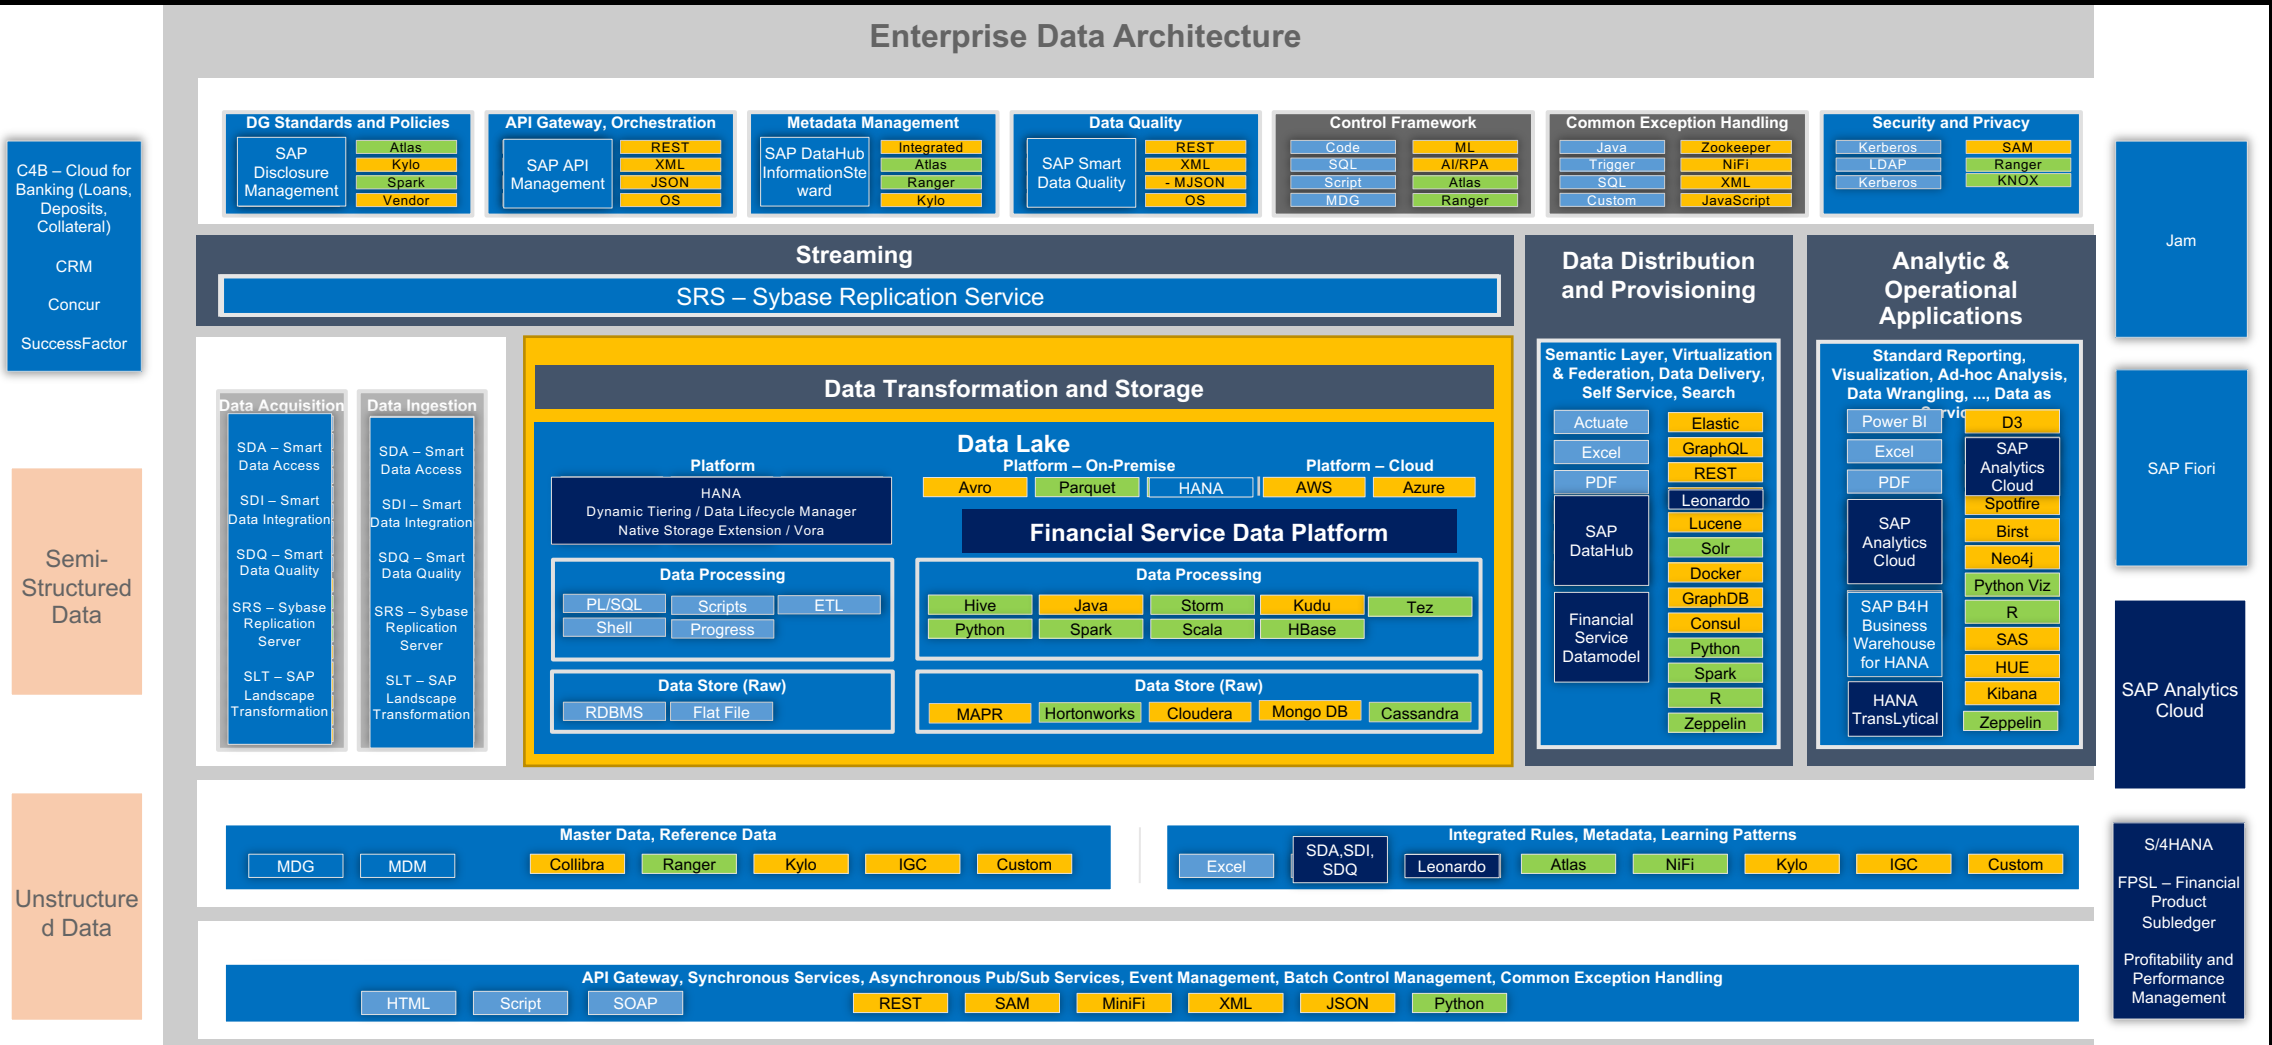 Enterprise Data Architecture
C4B – Cloud for
Banking (Loans,
Deposits,
Collateral)
CRM
Concur
SuccessFactor
Semi-
Structured
Data
Unstructure
d Data
DG Standards and Policies
SAP
Disclosure
Management
Atlas
Kylo
Spark
Vendor
API Gateway, Orchestration
SAP API
Management
REST
XML
JSON
OS
Metadata Management
SAP DataHub
InformationSte
ward
Integrated
Atlas
Ranger
Kylo
Data Quality
SAP Smart
Data Quality
REST
XML
- MJSON
OS
Control Framework
Code
SQL
Script
MDG
ML
AI/RPA
Atlas
Ranger
Common Exception Handling
Java
Trigger
SQL
Custom
Zookeeper
NiFi
XML
JavaScript
Security and Privacy
Kerberos
LDAP
Kerberos
SAM
Ranger
KNOX
Streaming
SRS – Sybase Replication Service
Data Acquisition
SDA – Smart
Data Access
SDI – Smart
Data Integration
SDQ – Smart
Data Quality
SRS – Sybase
Replication
Server
SLT – SAP
Landscape
Transformation
Data Ingestion
SDA – Smart
Data Access
SDI – Smart
Data Integration
SDQ – Smart
Data Quality
SRS – Sybase
Replication
Server
SLT – SAP
Landscape
Transformation
Data Transformation and Storage
Data Lake
Platform
HANA
Dynamic Tiering / Data Lifecycle Manager
Native Storage Extension / Vora
Platform – On-Premise
Avro
Parquet
HANA
Platform – Cloud
AWS
Azure
Financial Service Data Platform
Data Processing
PL/SQL
Scripts
ETL
Shell
Progress
Data Processing
Hive
Java
Storm
Kudu
Tez
Python
Spark
Scala
HBase
Data Store (Raw)
RDBMS
Flat File
Data Store (Raw)
MAPR
Hortonworks
Cloudera
Mongo DB
Cassandra
Data Distribution
and Provisioning
Semantic Layer, Virtualization
& Federation, Data Delivery,
Self Service, Search
Actuate
Excel
PDF
SAP
DataHub
Financial
Service
Datamodel
Elastic
GraphQL
REST
Leonardo
Lucene
Solr
Docker
GraphDB
Consul
Python
Spark
R
Zeppelin
Analytic &
Operational
Applications
Standard Reporting,
Visualization, Ad-hoc Analysis,
Data Wrangling, ..., Data as
Power BI
Excel
PDF
SAP
Analytics
Cloud
SAP B4H
Business
Warehouse
for HANA
HANA
TransLytical
D3
SAP
Analytics
Cloud
Spotfire
Birst
Neo4j
Python Viz
R
SAS
HUE
Kibana
Zeppelin
Master Data, Reference Data
MDG
MDM
Collibra
Ranger
Kylo
IGC
Custom
Integrated Rules, Metadata, Learning Patterns
Excel
SDA,SDI,
SDQ
Leonardo
Atlas
NiFi
Kylo
IGC
Custom
API Gateway, Synchronous Services, Asynchronous Pub/Sub Services, Event Management, Batch Control Management, Common Exception Handling
HTML
Script
SOAP
REST
SAM
MiniFi
XML
JSON
Python
Jam
SAP Fiori
SAP Analytics
Cloud
S/4HANA
FPSL – Financial
Product
Subledger
Profitability and
Performance
Management